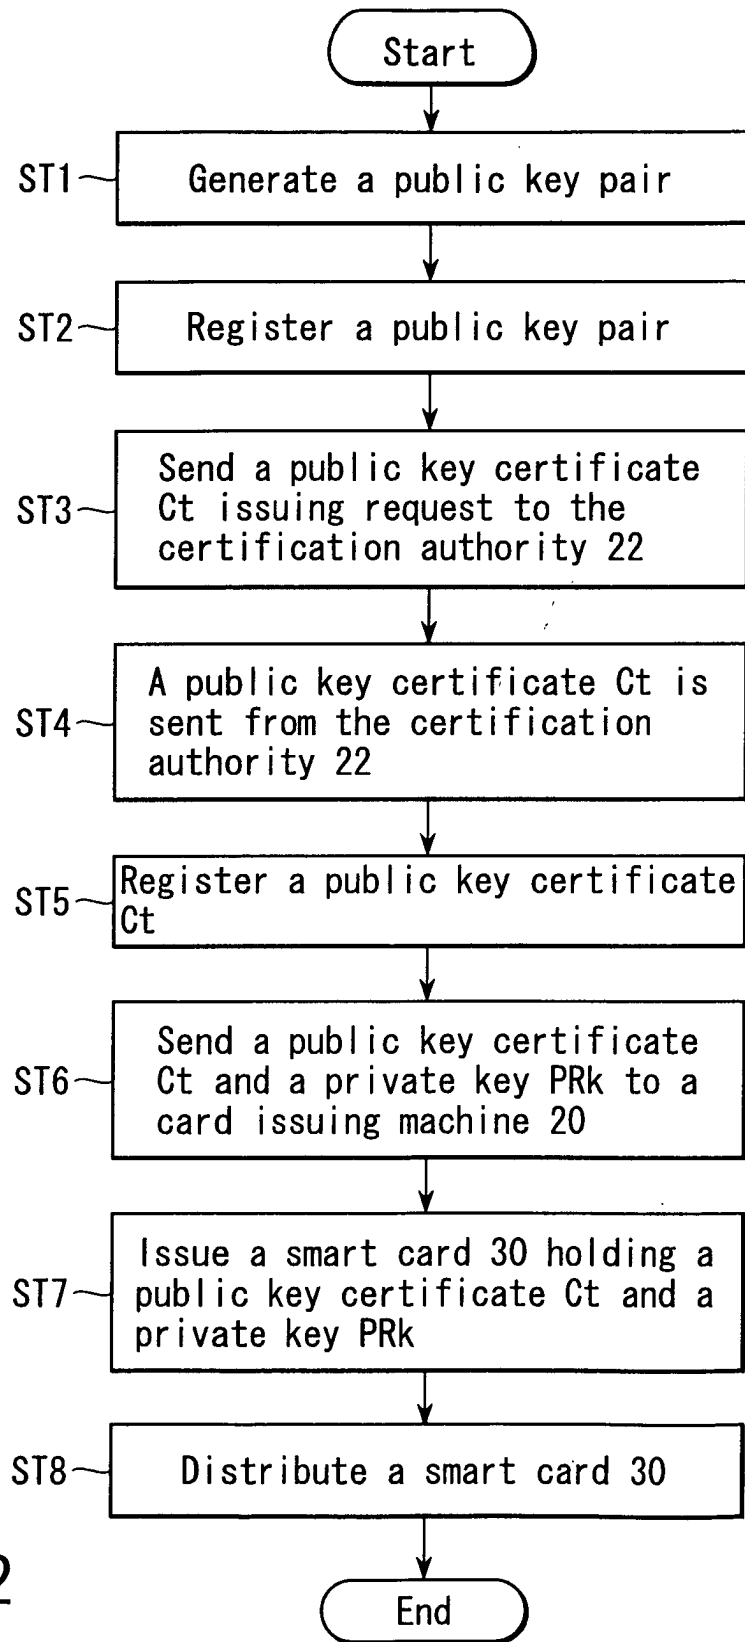 Start
ST1
Generate a public key pair
ST2
Register a public key pair
ST3
Send a public key certificate
Ct issuing request to the
certification authority 22
ST4
A public key certificate Ct is
sent from the certification
authority 22
ST5
Register a public key certificate
Ct
ST6
Send a public key certificate
Ct and a private key PRk to a
card issuing machine 20
ST7
Issue a smart card 30 holding a
public key certificate Ct and a
private key PRk
ST8
Distribute a smart card 30
2
End